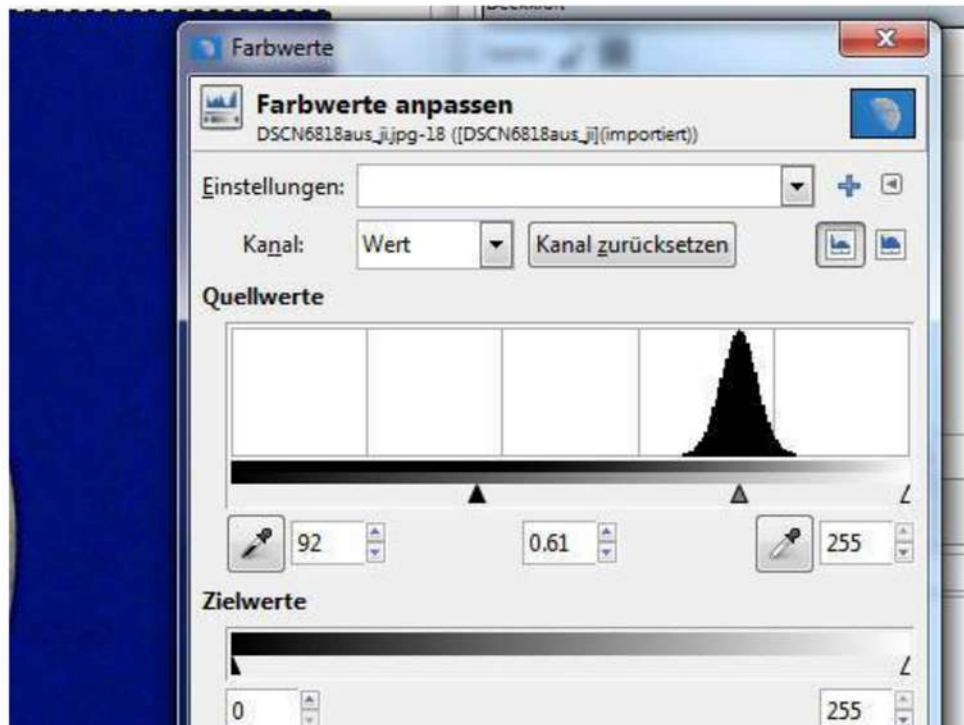 Farbwerte
Farbwerte anpassen
DSCN6818aus_ji.jpg-18 ([DSCN6818aus_ji](importiert))
Einstellungen:
Kanal: Wert Kanal zurücksetzen
Quellwerte
92 0.61 255
Zielwerte
0 255